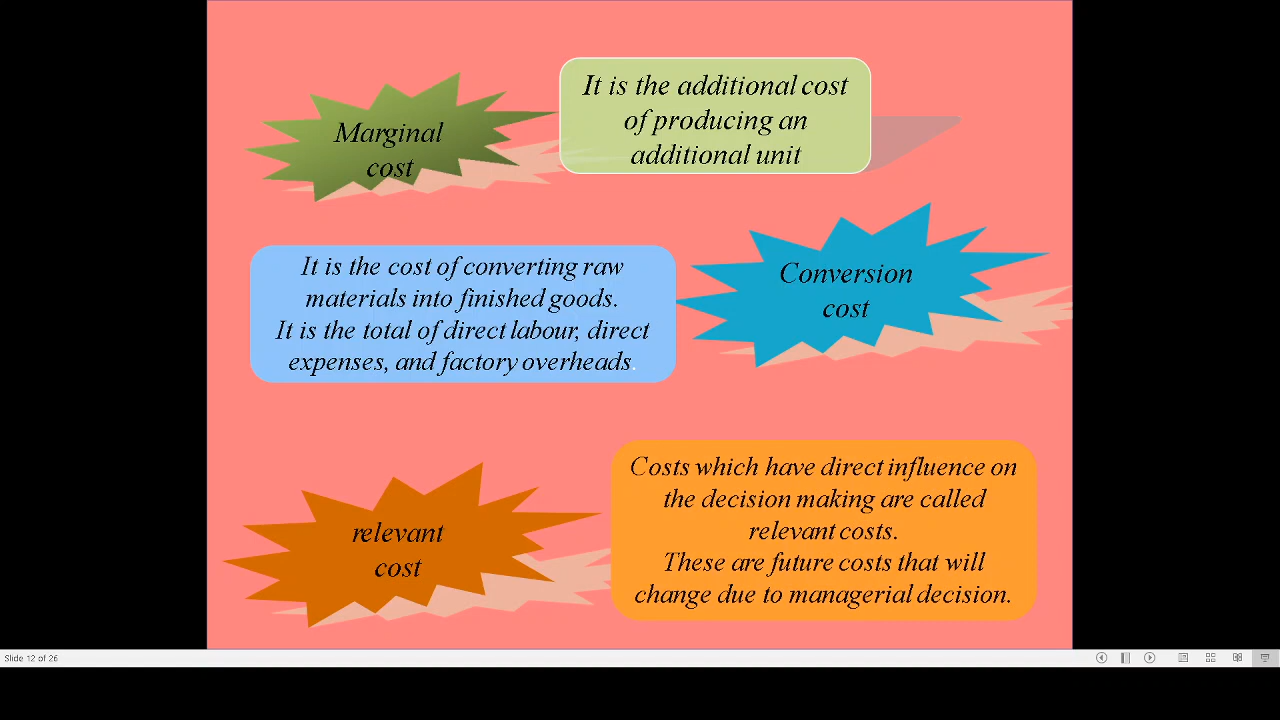 Marginal
cost
It is the additional cost
of producing an
additional unit
It is the cost of converting raw
materials into finished goods.
It is the total of direct labour, direct
expenses, and factory overheads.
Conversion
cost
relevant
cost
Costs which have direct influence on
the decision making are called
relevant costs.
These are future costs that will
change due to managerial decision.
Slide 12 of 26